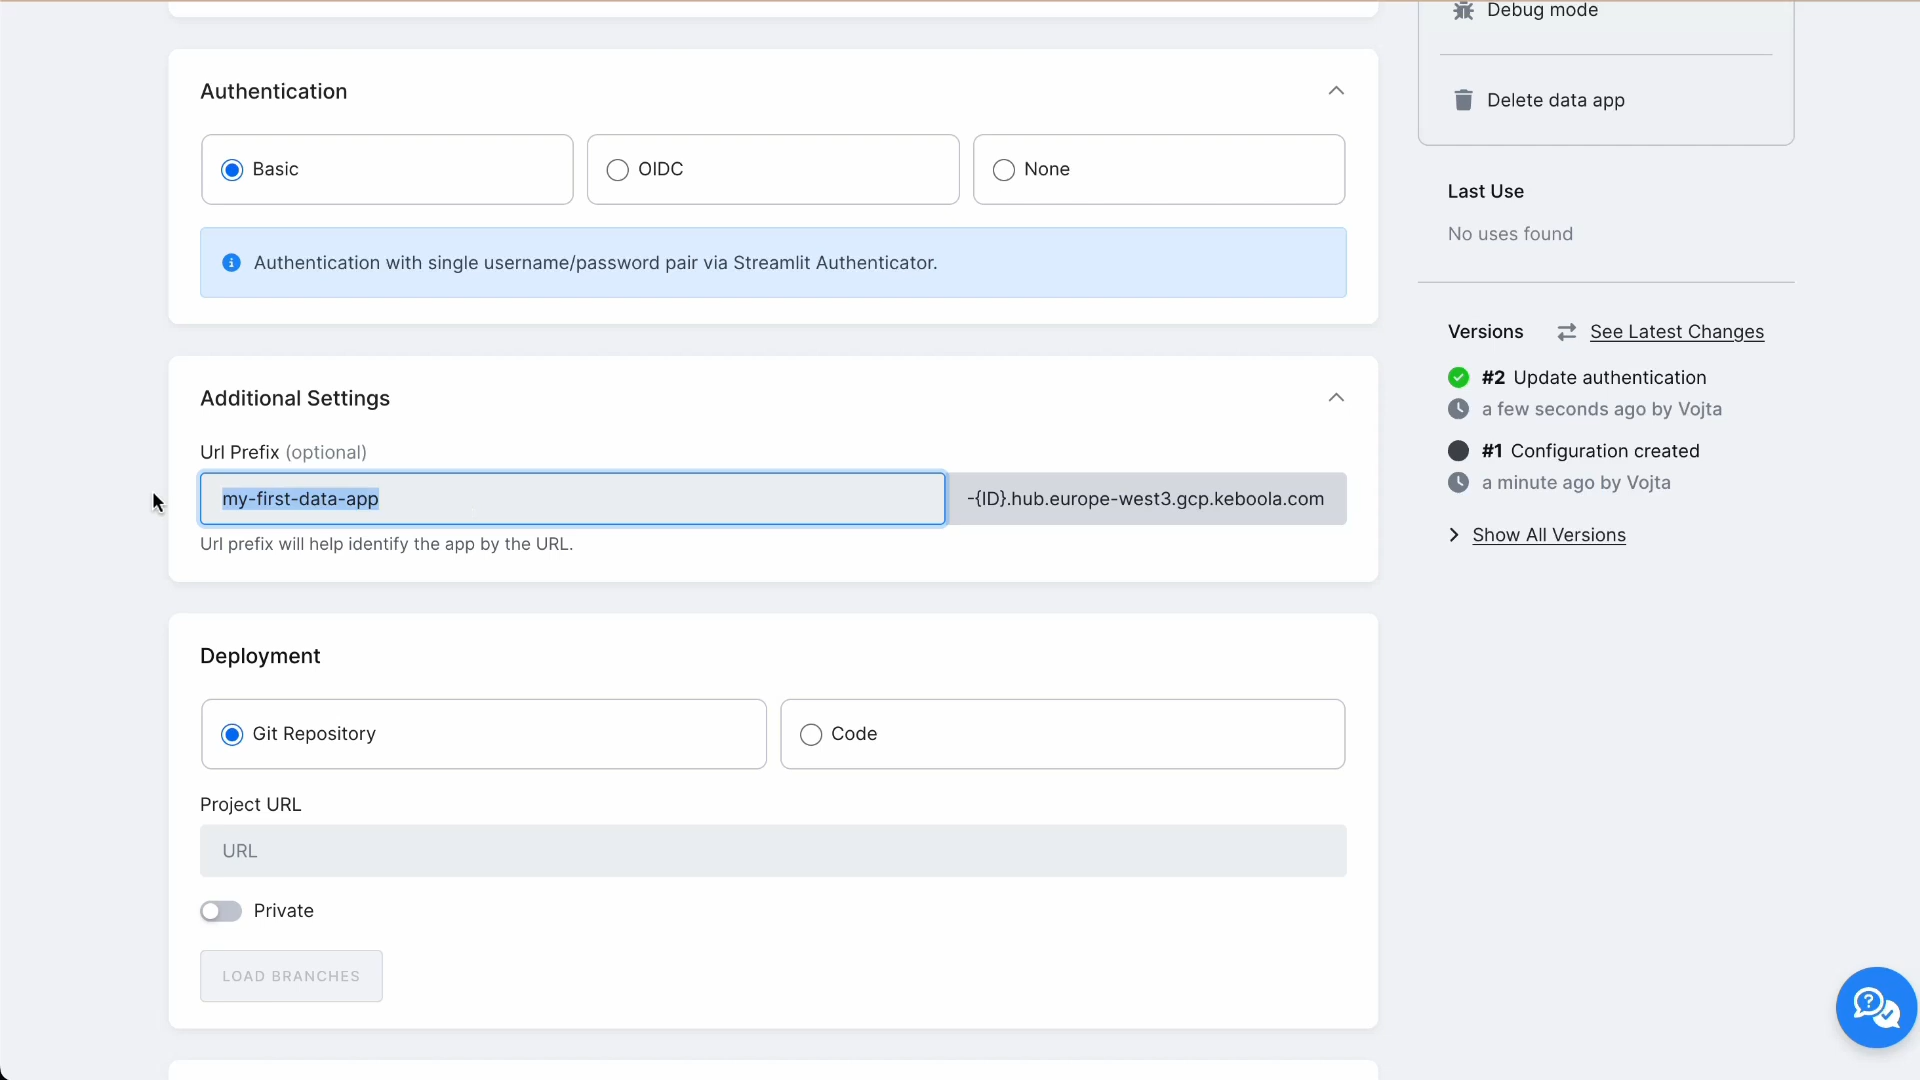 Debug mode
Delete data app
Authentication
Basic
OIDC
None
Authentication with single username/password pair via Streamlit Authenticator.
Last Use
No uses found
Versions
See Latest Changes
#2 Update authentication
a few seconds ago by Vojta
#1 Configuration created
a minute ago by Vojta
Show All Versions
Additional Settings
Url Prefix (optional)
my-first-data-app
-{ID}.hub.europe-west3.gcp.keboola.com
Url prefix will help identify the app by the URL.
Deployment
Git Repository
Code
Project URL
URL
Private
LOAD BRANCHES